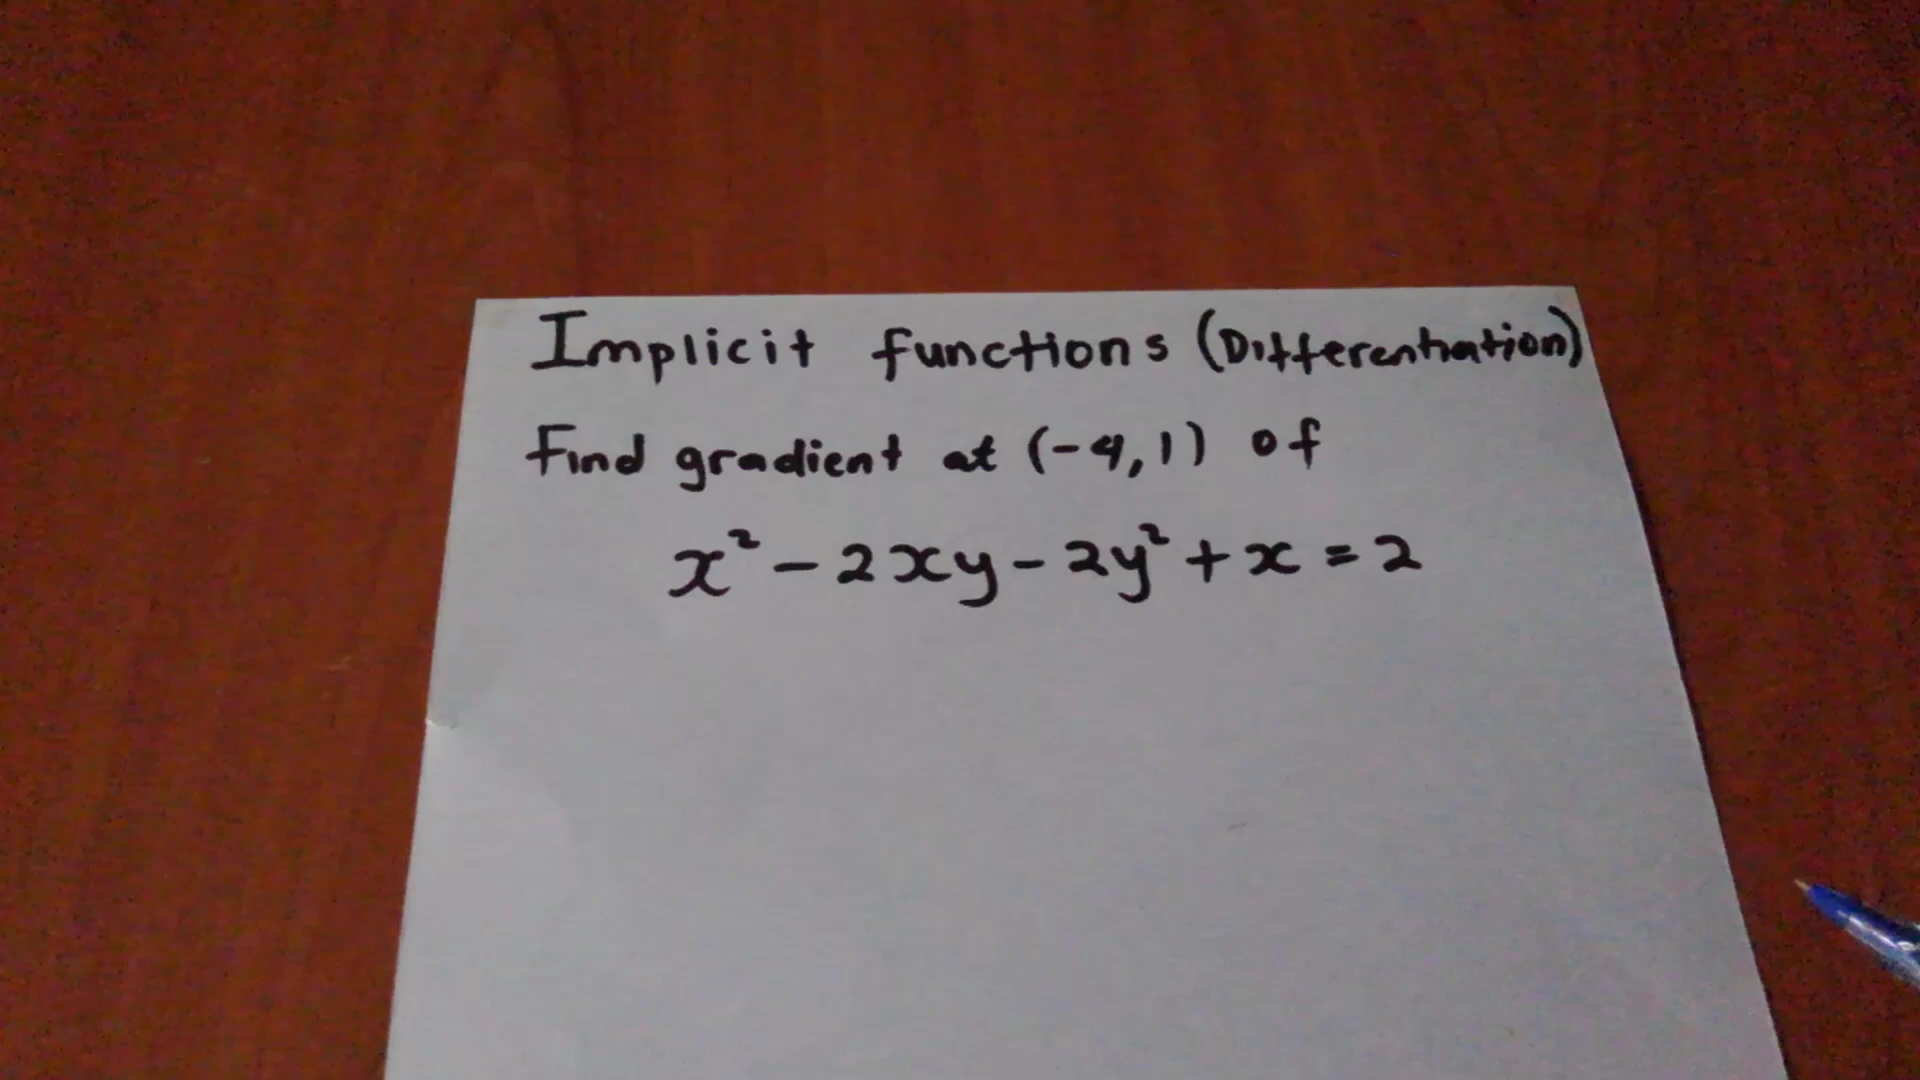 Implicit functions (Differentiation)
Find gradient at (-4,1) of
x² - 2xy - 2y² + x = 2